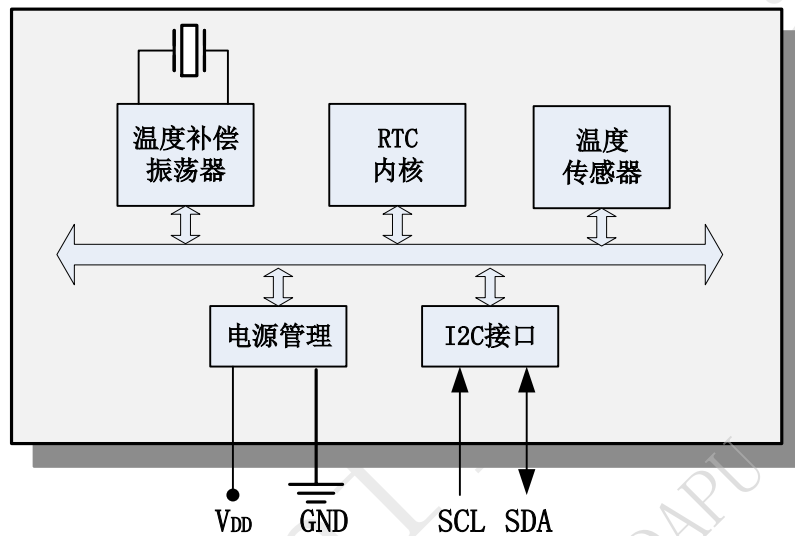 温度补偿
振荡器
RTC
内核
温度
传感器
电源管理
I2C接口
VDD
GND
SCL
SDA
DAPU